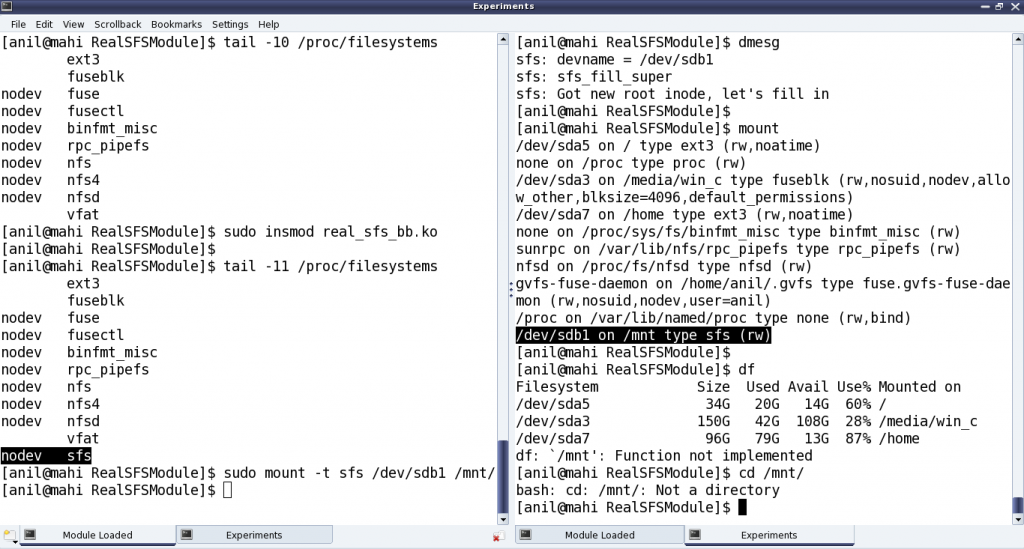 Experiments
File Edit View Scrollback Bookmarks Settings Help
[anil@mahi RealSFSModule]$ tail -10 /proc/filesystems
ext3
fuseblk
nodev fuse
nodev fusectl
nodev binfmt_misc
nodev rpc_pipefs
nodev nfs
nodev nfs4
nodev nfsd
vfat
[anil@mahi RealSFSModule]$ sudo insmod real_sfs_bb.ko
[anil@mahi RealSFSModule]$
[anil@mahi RealSFSModule]$ tail -11 /proc/filesystems
ext3
fuseblk
nodev fuse
nodev fusectl
nodev binfmt_misc
nodev rpc_pipefs
nodev nfs
nodev nfs4
nodev nfsd
vfat
nodev sfs
[anil@mahi RealSFSModule]$ sudo mount -t sfs /dev/sdb1 /mnt/
[anil@mahi RealSFSModule]$
[anil@mahi RealSFSModule]$ dmesg
sfs: devname = /dev/sdb1
sfs: sfs_fill_super
sfs: Got new root inode, let's fill in
[anil@mahi RealSFSModule]$
[anil@mahi RealSFSModule]$ mount
/dev/sda5 on / type ext3 (rw,noatime)
none on /proc type proc (rw)
/dev/sda3 on /media/win_c type fuseblk (rw,nosuid,nodev,allo
w_other,blksize=4096,default_permissions)
/dev/sda7 on /home type ext3 (rw,noatime)
none on /proc/sys/fs/binfmt_misc type binfmt_misc (rw)
sunrpc on /var/lib/nfs/rpc_pipefs type rpc_pipefs (rw)
nfsd on /proc/fs/nfsd type nfsd (rw)
gvfs-fuse-daemon on /home/anil/.gvfs type fuse.gvfs-fuse-dae
mon (rw,nosuid,nodev,user=anil)
/proc on /var/lib/named/proc type none (rw,bind)
/dev/sdb1 on /mnt type sfs (rw)
[anil@mahi RealSFSModule]$
[anil@mahi RealSFSModule]$ df
Filesystem Size Used Avail Use% Mounted on
/dev/sda5 34G 20G 14G 60% /
/dev/sda3 150G 42G 108G 28% /media/win_c
/dev/sda7 96G 79G 13G 87% /home
df: `/mnt': Function not implemented
[anil@mahi RealSFSModule]$ cd /mnt/
bash: cd: /mnt/: Not a directory
[anil@mahi RealSFSModule]$
Module Loaded Experiments
Module Loaded Experiments